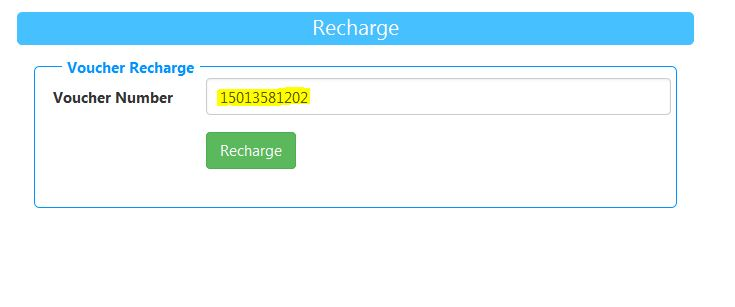 Recharge
Voucher Recharge
Voucher Number
15013581202
Recharge